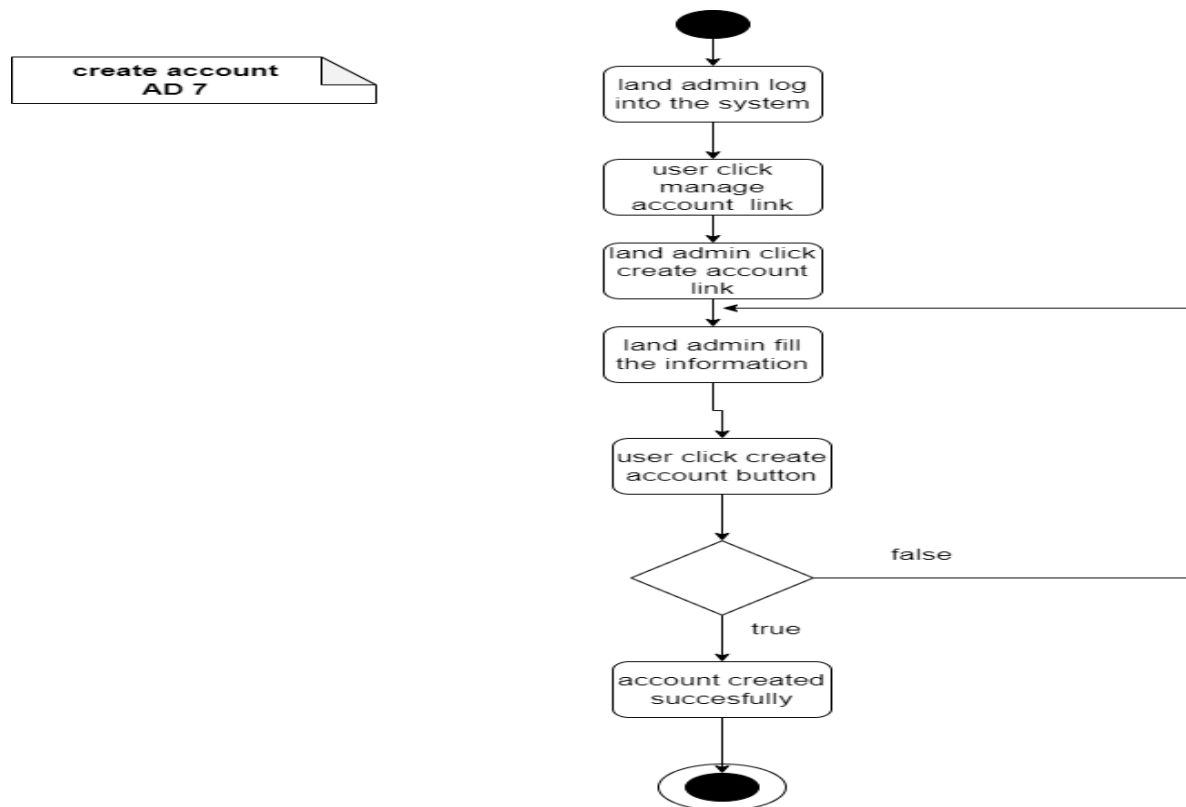 create account
AD 7
land admin log
into the system
user click
manage
account link
land admin click
create account
link
land admin fill
the information
user click create
account button
false
true
account created
succesfully